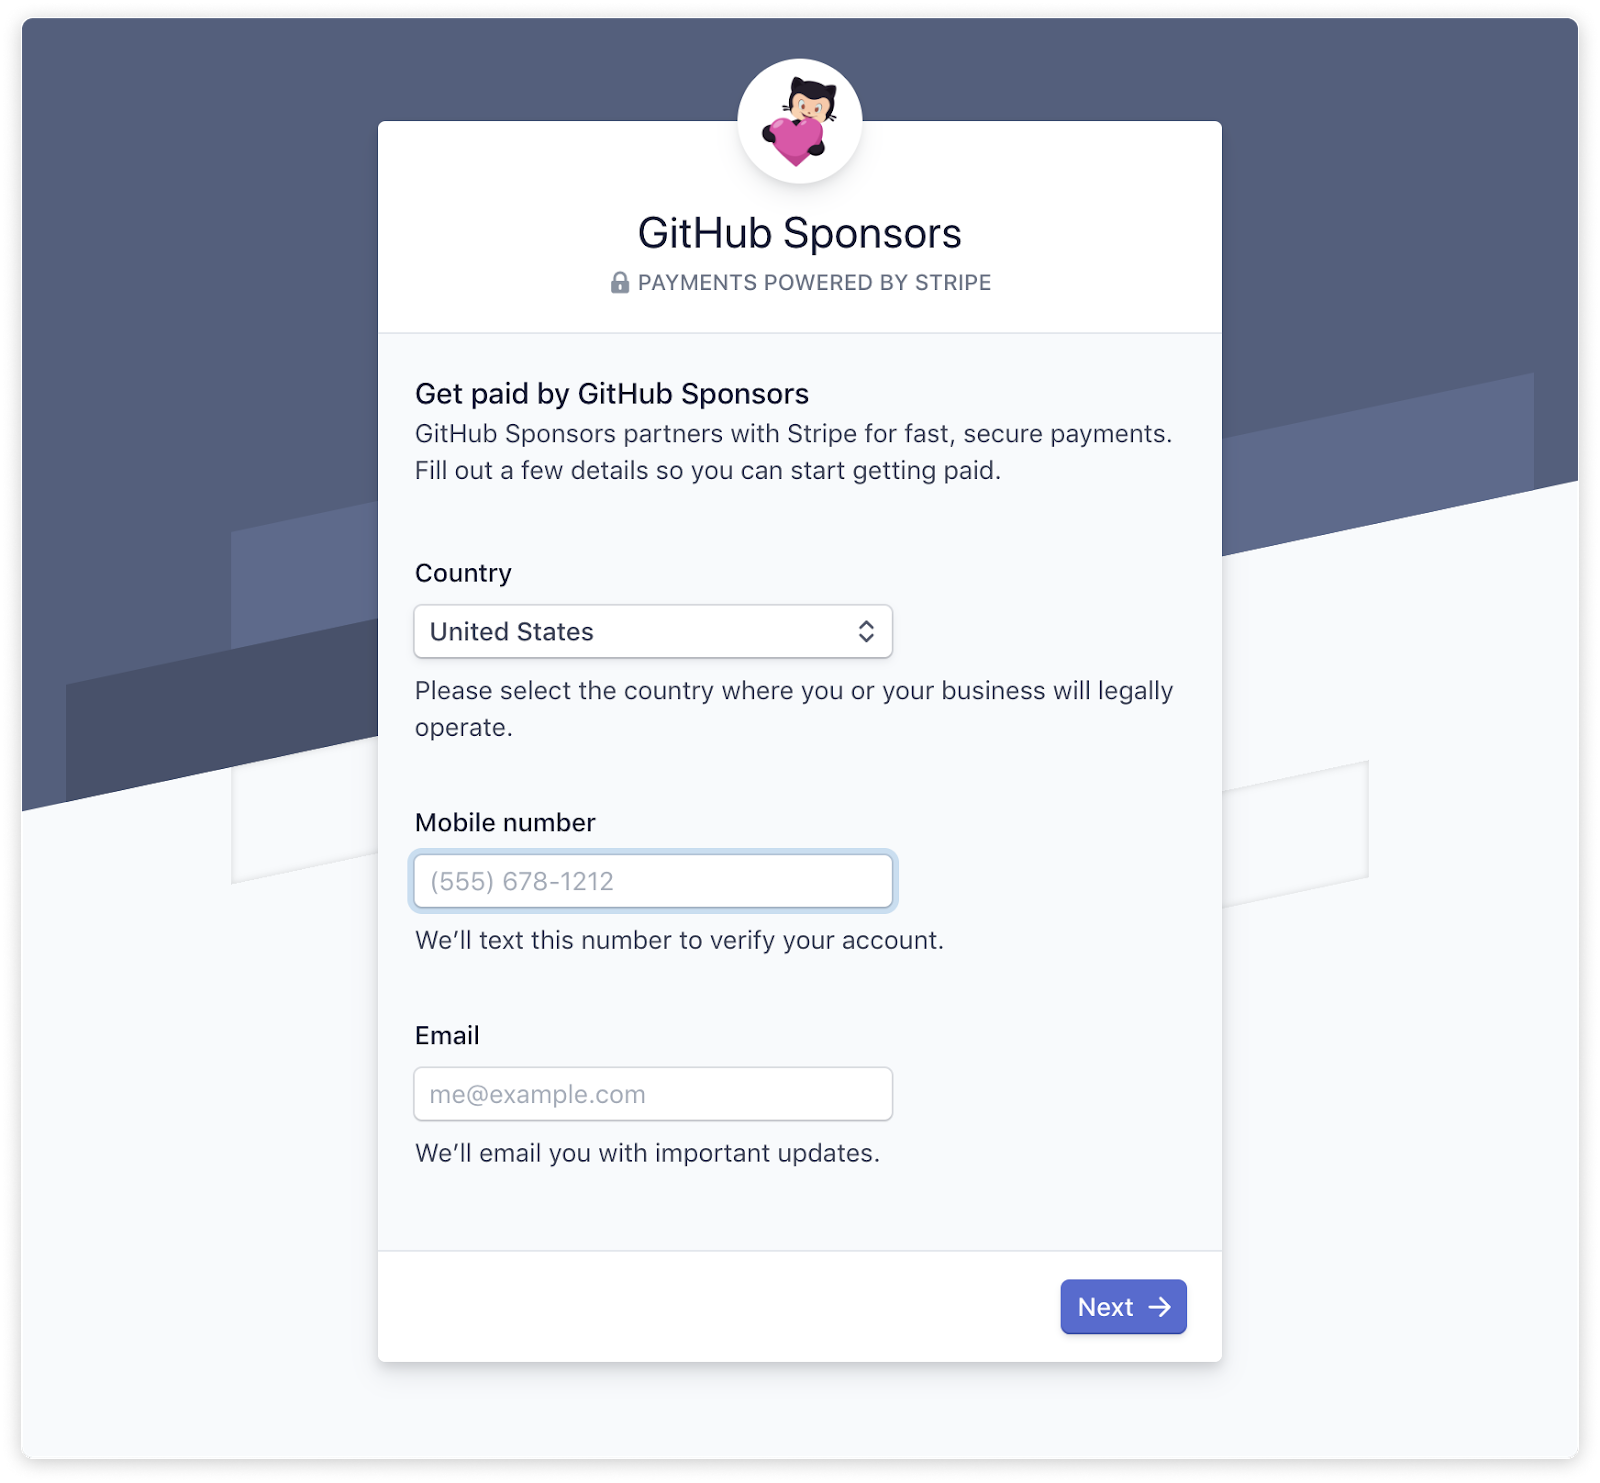 GitHub Sponsors
PAYMENTS POWERED BY STRIPE
Get paid by GitHub Sponsors
GitHub Sponsors partners with Stripe for fast, secure payments.
Fill out a few details so you can start getting paid.
Country
United States
Please select the country where you or your business will legally
operate.
Mobile number
(555) 678-1212
We’ll text this number to verify your account.
Email
me@example.com
We’ll email you with important updates.
Next